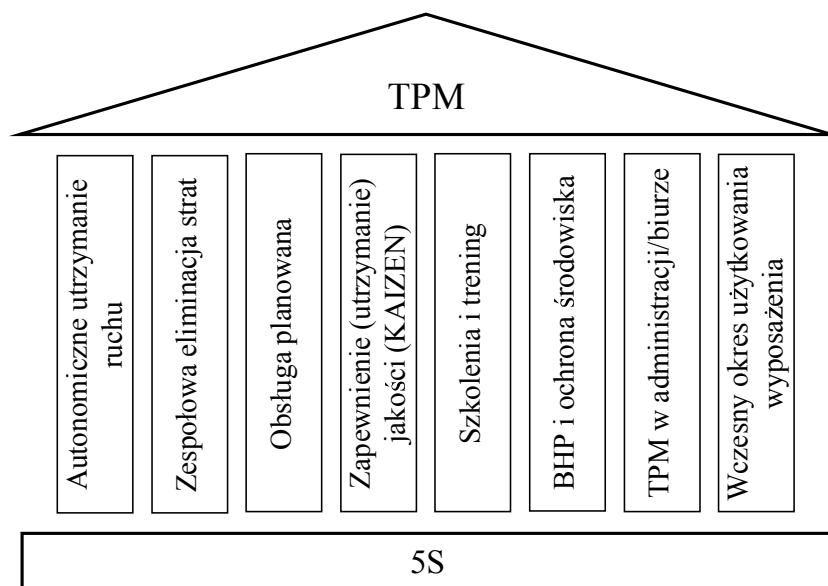 TPM
Autonomiczne utrzymanie
ruchu
Zespołowa eliminacja strat
Obsługa planowana
Zapewnienie (utrzymanie)
jakości (KAIZEN)
Szkolenia i trening
BHP i ochrona środowiska
TPM w administracji/biurze
Wczesny okres użytkowania
wyposażenia
5S